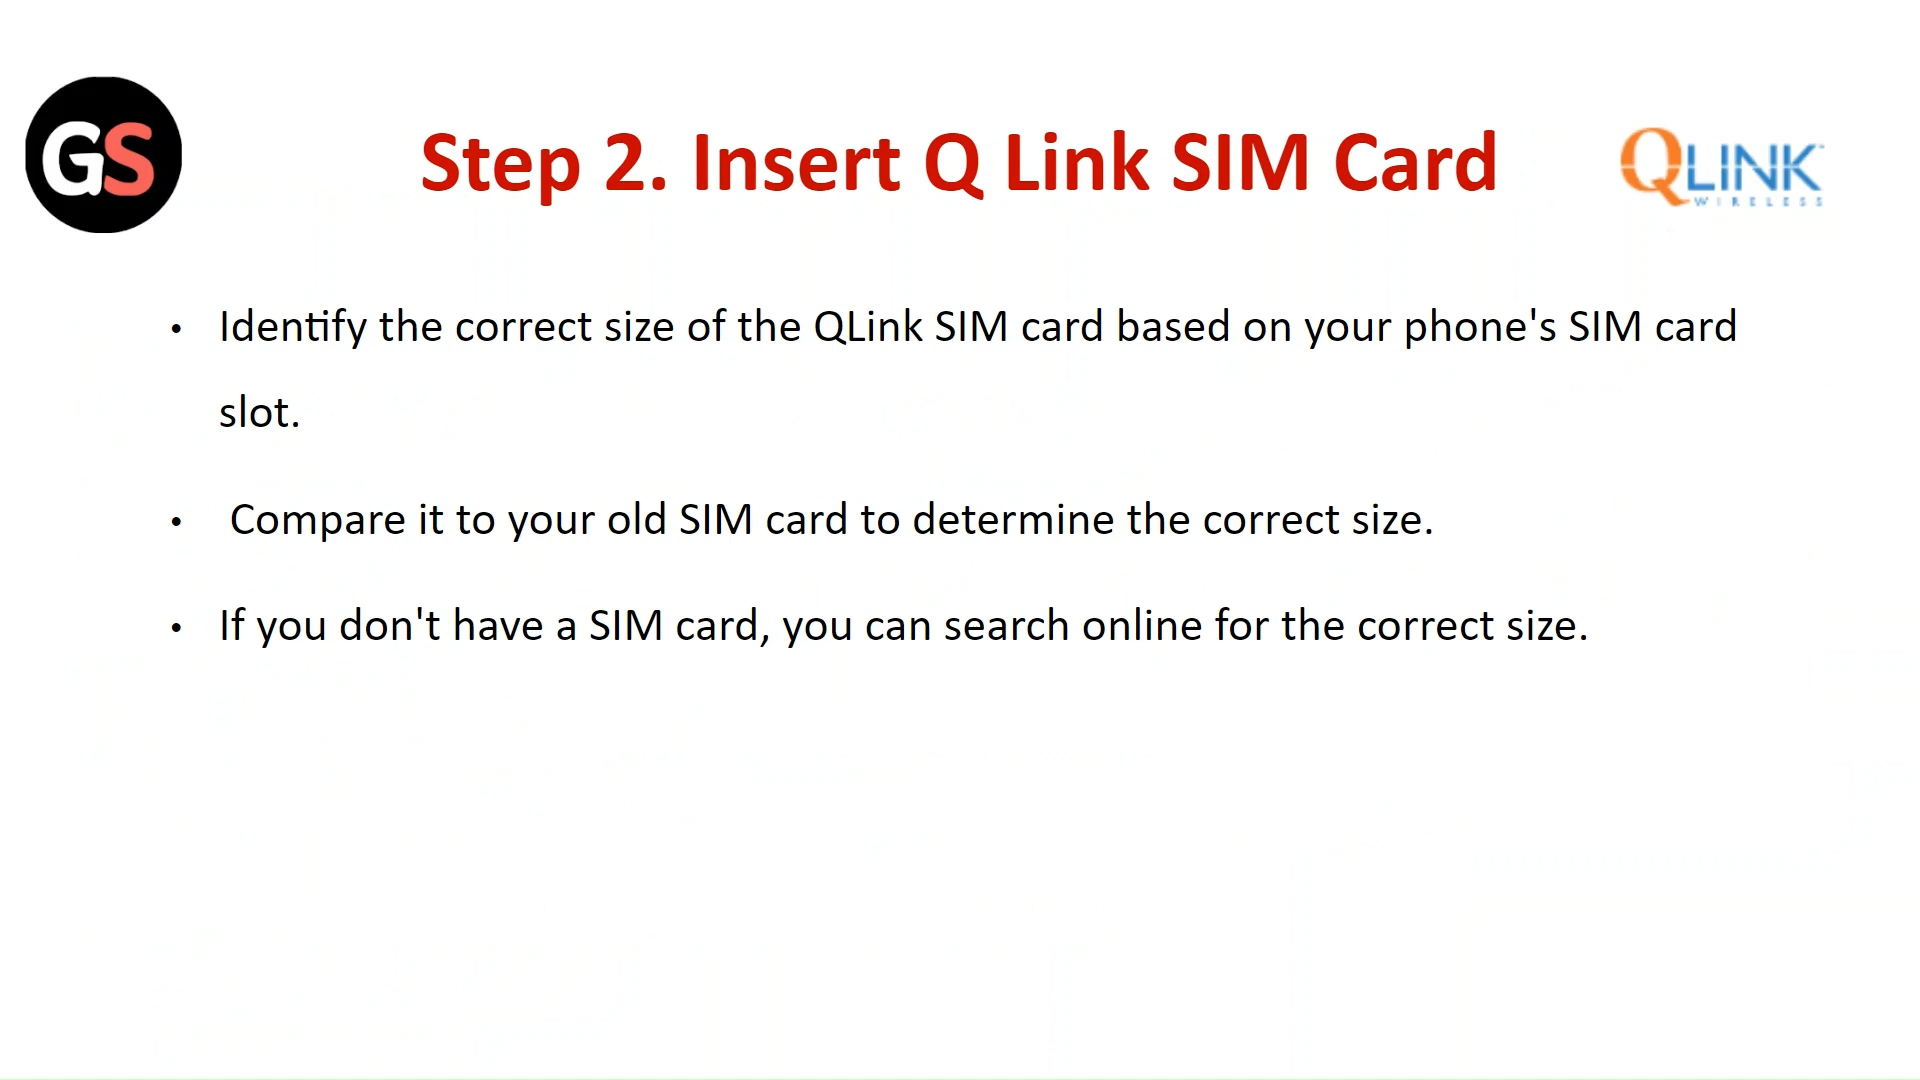 GS
Step 2. Insert Q Link SIM Card
QLINK™
WIRELESS
• Identify the correct size of the QLink SIM card based on your phone's SIM card
slot.
• Compare it to your old SIM card to determine the correct size.
• If you don't have a SIM card, you can search online for the correct size.